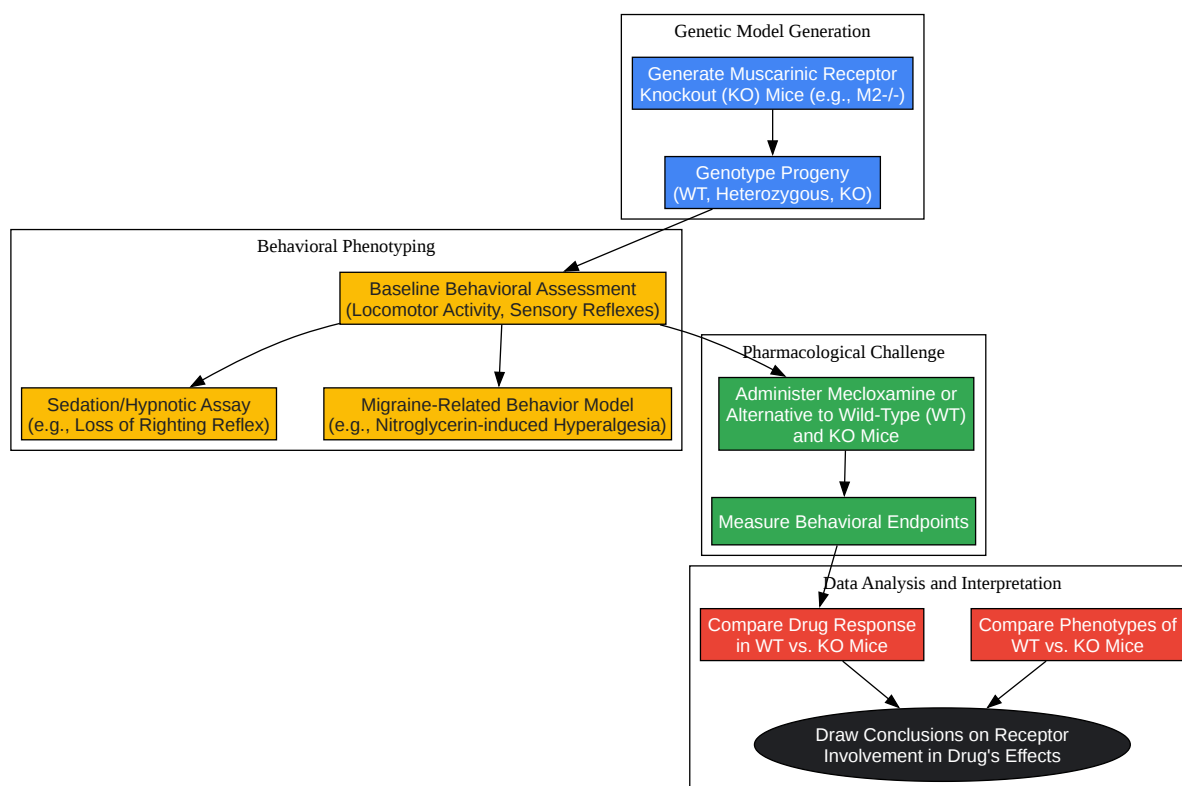 Genetic Model Generation
Generate Muscarinic Receptor
Knockout (KO) Mice (e.g., M2-/-)
Genotype Progeny
(WT, Heterozygous, KO)
Behavioral Phenotyping
Baseline Behavioral Assessment
(Locomotor Activity, Sensory Reflexes)
Sedation/Hypnotic Assay
(e.g., Loss of Righting Reflex)
Migraine-Related Behavior Model
(e.g., Nitroglycerin-induced Hyperalgesia)
Pharmacological Challenge
Administer Mecloxamine or
Alternative to Wild-Type (WT)
and KO Mice
Measure Behavioral Endpoints
Data Analysis and Interpretation
Compare Drug Response
in WT vs. KO Mice
Compare Phenotypes of
WT vs. KO Mice
Draw Conclusions on Receptor
Involvement in Drug's Effects